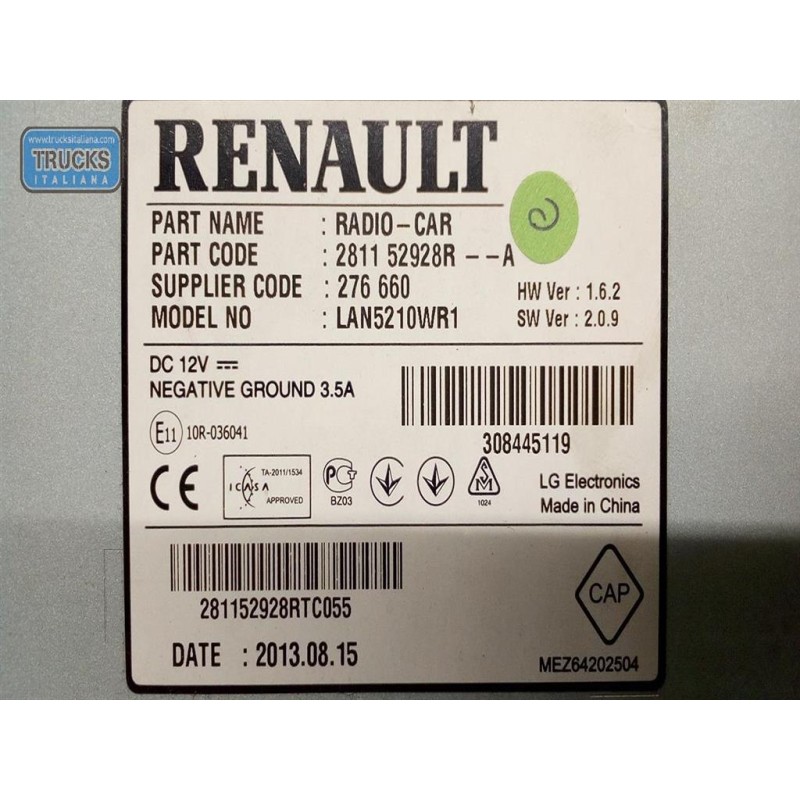 www.trucksitaliana.com
TRUCKS
ITALIANA
RENAULT
PART NAME : RADIO-CAR
PART CODE : 2811 52928R --A
SUPPLIER CODE : 276 660 HW Ver : 1.6.2
MODEL NO : LAN5210WR1 SW Ver : 2.0.9
DC 12V
NEGATIVE GROUND 3.5A
E11 10R-036041
308445119
CE
TA-2011/1534
ICASA
APPROVED
РСТ
BZ03
SM
1024
LG Electronics
Made in China
281152928RTC055
CAP
DATE : 2013.08.15
MEZ64202504